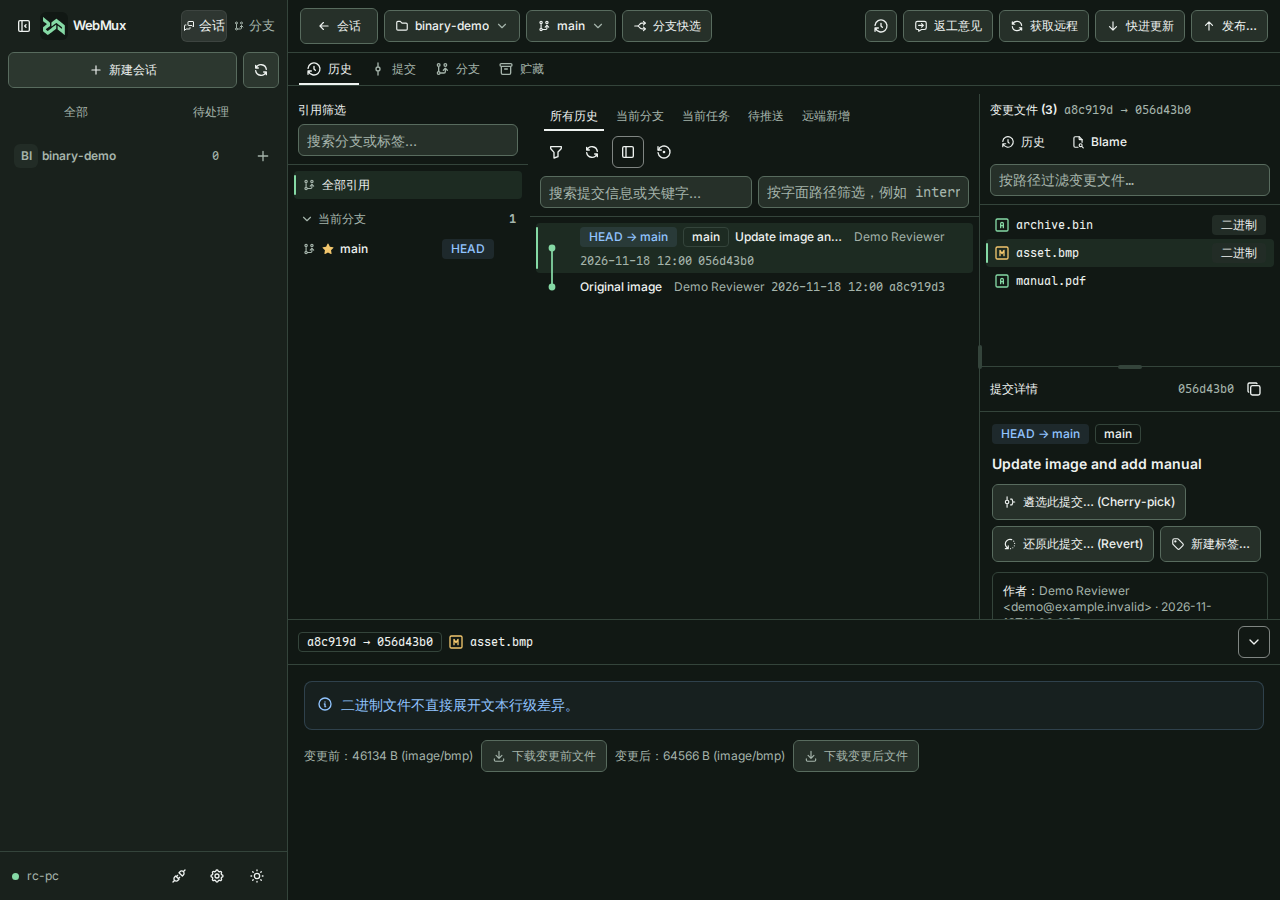 WebMux
会话
分支
新建会话
全部
待处理
BI binary-demo 0
rc-pc
会话
binary-demo
main
分支快选
返工意见
获取远程
快进更新
发布...
历史
提交
分支
贮藏
引用筛选
搜索分支或标签...
全部引用
当前分支 1
main HEAD
所有历史
当前分支
当前任务
待推送
远端新增
搜索提交信息或关键字...
按字面路径筛选，例如 intern
HEAD → main main Update image an... Demo Reviewer
2026-11-18 12:00 056d43b0
Original image Demo Reviewer 2026-11-18 12:00 a8c919d3
变更文件 (3) a8c919d → 056d43b0
历史
Blame
按路径过滤变更文件…
A archive.bin 二进制
M asset.bmp 二进制
A manual.pdf
提交详情 056d43b0
HEAD → main main
Update image and add manual
遴选此提交... (Cherry-pick)
还原此提交... (Revert)
新建标签...
作者：Demo Reviewer
<demo@example.invalid> · 2026-11-
a8c919d → 056d43b0 M asset.bmp
二进制文件不直接展开文本行级差异。
变更前：46134 B (image/bmp)
下载变更前文件
变更后：64566 B (image/bmp)
下载变更后文件